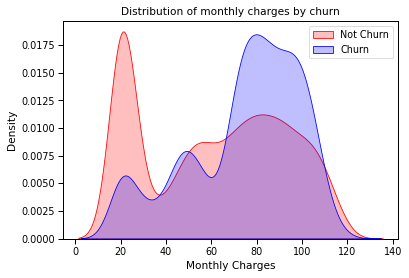 Distribution of monthly charges by churn
Not Churn
Churn
Density
0.0175
0.0150
0.0125
0.0100
0.0075
0.0050
0.0025
0.0000
0 20 40 60 80 100 120 140
Monthly Charges